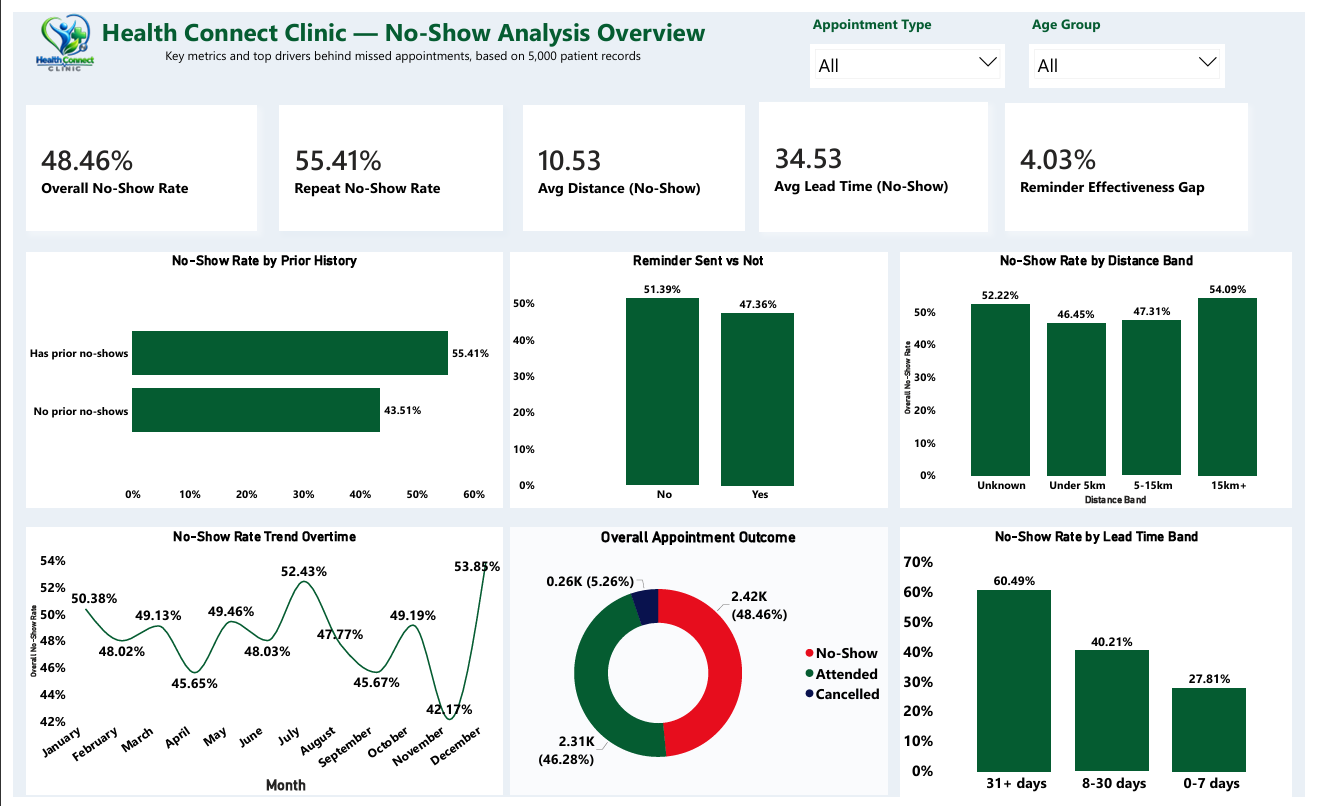 Health Connect
CLINIC
Health Connect Clinic — No-Show Analysis Overview
Key metrics and top drivers behind missed appointments, based on 5,000 patient records
Appointment Type
All
Age Group
All
48.46%
Overall No-Show Rate
55.41%
Repeat No-Show Rate
10.53
Avg Distance (No-Show)
34.53
Avg Lead Time (No-Show)
4.03%
Reminder Effectiveness Gap
No-Show Rate by Prior History
Has prior no-shows
55.41%
No prior no-shows
43.51%
0% 10% 20% 30% 40% 50% 60%
Reminder Sent vs Not
50%
40%
30%
20%
10%
0%
51.39%
47.36%
No Yes
No-Show Rate by Distance Band
Overall No-Show Rate
50%
40%
30%
20%
10%
0%
52.22%
46.45%
47.31%
54.09%
Unknown Under 5km 5-15km 15km+
Distance Band
No-Show Rate Trend Overtime
Overall No-Show Rate
54%
52%
50%
48%
46%
44%
42%
50.38%
48.02%
49.13%
45.65%
49.46%
48.03%
52.43%
47.77%
45.67%
49.19%
42.17%
53.85%
January February March April May June July August September October November December
Month
Overall Appointment Outcome
0.26K (5.26%)
2.42K
(48.46%)
2.31K
(46.28%)
No-Show
Attended
Cancelled
No-Show Rate by Lead Time Band
70%
60%
50%
40%
30%
20%
10%
0%
60.49%
40.21%
27.81%
31+ days 8-30 days 0-7 days